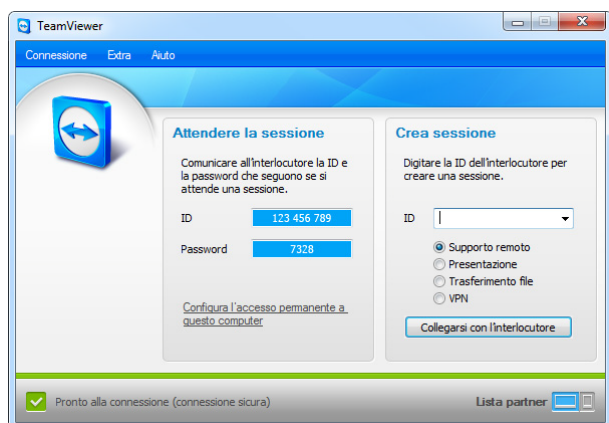 TeamViewer
Connessione Extra Aiuto
Attendere la sessione
Comunicare all'interlocutore la ID e
la password che seguono se si
attende una sessione.
ID 123 456 789
Password 7328
Configura l'accesso permanente a
questo computer
Crea sessione
Digitare la ID dell'interlocutore per
creare una sessione.
ID
Supporto remoto
Presentazione
Trasferimento file
VPN
Collegarsi con l'interlocutore
Pronto alla connessione (connessione sicura)
Lista partner